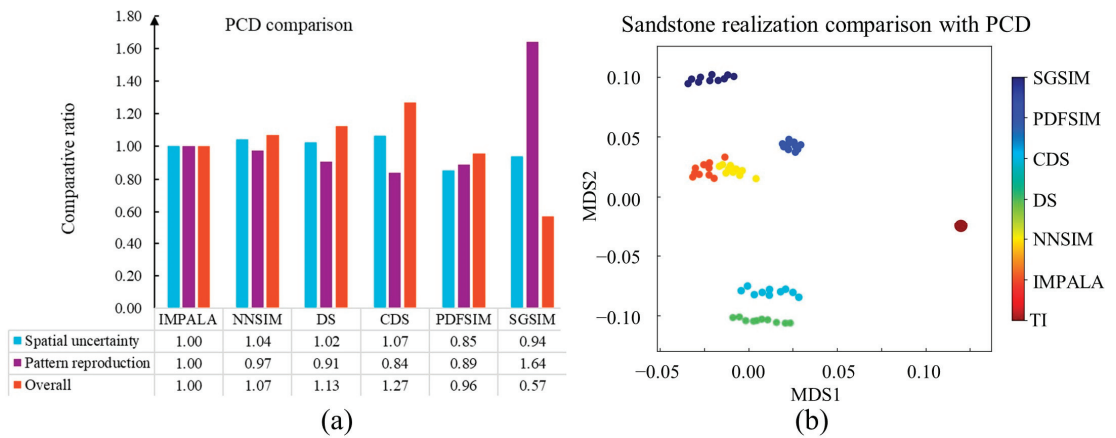 PCD comparison
Comparative ratio
1.80
1.60
1.40
1.20
1.00
0.80
0.60
0.40
0.20
0.00
IMPALA NNSIM DS CDS PDFSIM SGSIM
Spatial uncertainty 1.00 1.04 1.02 1.07 0.85 0.94
Pattern reproduction 1.00 0.97 0.91 0.84 0.89 1.64
Overall 1.00 1.07 1.13 1.27 0.96 0.57
(a)
Sandstone realization comparison with PCD
MDS2
0.10
0.05
0.00
−0.05
−0.10
−0.05 0.00 0.05 0.10
MDS1
SGSIM
PDFSIM
CDS
DS
NNSIM
IMPALA
TI
(b)